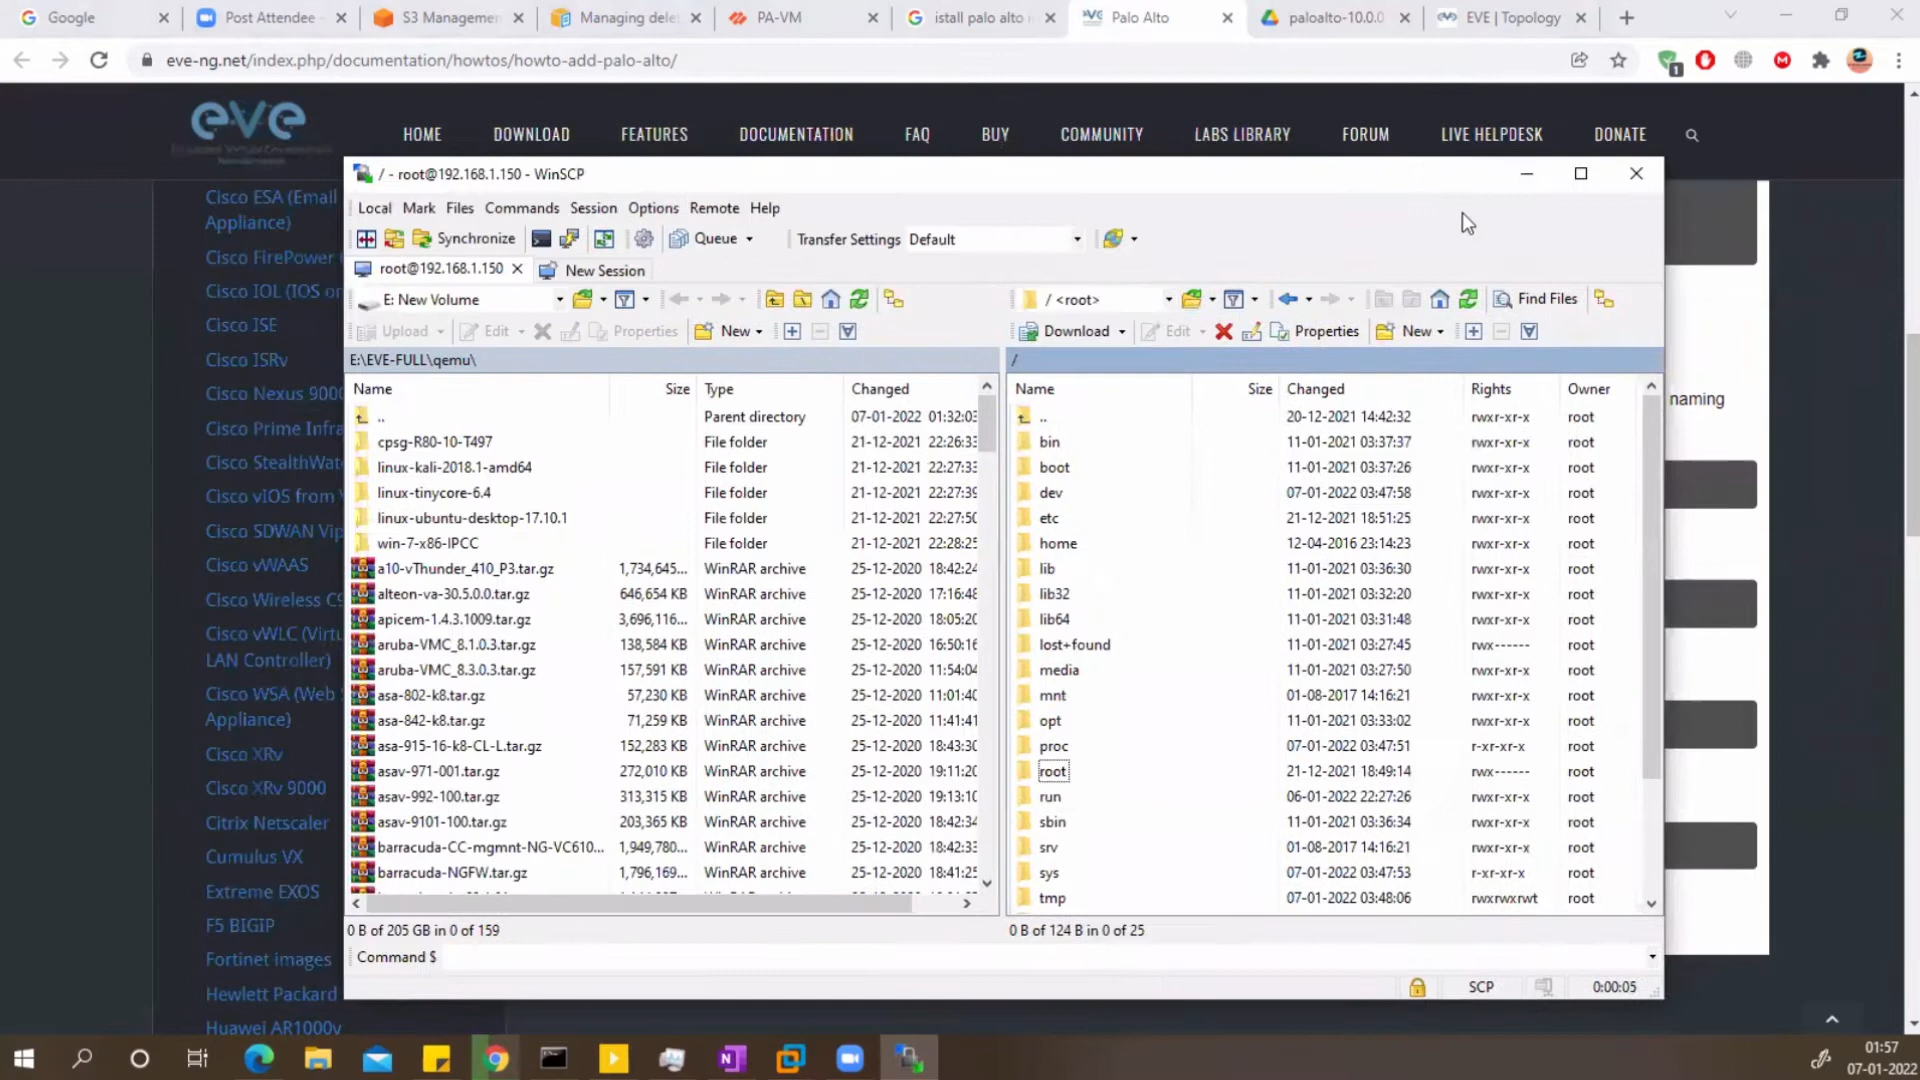 Google
Post Attendee -
S3 Managemen
Managing dele
PA-VM
istall palo alto i
Palo Alto
paloalto-10.0.0
EVE | Topology
eve-ng.net/index.php/documentation/howtos/howto-add-palo-alto/
1
eve
HOME
DOWNLOAD
FEATURES
DOCUMENTATION
FAQ
BUY
COMMUNITY
LABS LIBRARY
FORUM
LIVE HELPDESK
DONATE
Cisco ESA (Email
Appliance)
Cisco FirePower
Cisco IOL (IOS or
Cisco ISE
Cisco ISRv
Cisco Nexus 9000
Cisco Prime Infra
Cisco StealthWat
Cisco vIOS from V
Cisco SDWAN Vip
Cisco vWAAS
Cisco Wireless C9
Cisco vWLC (Virtu
LAN Controller)
Cisco WSA (Web S
Appliance)
Cisco XRv
Cisco XRv 9000
Citrix Netscaler
Cumulus VX
Extreme EXOS
F5 BIGIP
Fortinet images
Hewlett Packard
Huawei AR1000v
naming
/ - root@192.168.1.150 - WinSCP
Local Mark Files Commands Session Options Remote Help
Synchronize
Queue
Transfer Settings Default
root@192.168.1.150
New Session
E: New Volume
/ <root>
Find Files
Upload
Edit
Properties
New
Download
Edit
Properties
New
E:\EVE-FULL\qemu\
/
Name Size Type Changed
.. Parent directory 07-01-2022 01:32:03
cpsg-R80-10-T497 File folder 21-12-2021 22:26:33
linux-kali-2018.1-amd64 File folder 21-12-2021 22:27:33
linux-tinycore-6.4 File folder 21-12-2021 22:27:39
linux-ubuntu-desktop-17.10.1 File folder 21-12-2021 22:27:50
win-7-x86-IPCC File folder 21-12-2021 22:28:25
a10-vThunder_410_P3.tar.gz 1,734,645... WinRAR archive 25-12-2020 18:42:24
alteon-va-30.5.0.0.tar.gz 646,654 KB WinRAR archive 25-12-2020 17:16:48
apicem-1.4.3.1009.tar.gz 3,696,116... WinRAR archive 25-12-2020 18:05:20
aruba-VMC_8.1.0.3.tar.gz 138,584 KB WinRAR archive 25-12-2020 16:50:16
aruba-VMC_8.3.0.3.tar.gz 157,591 KB WinRAR archive 25-12-2020 11:54:04
asa-802-k8.tar.gz 57,230 KB WinRAR archive 25-12-2020 11:01:40
asa-842-k8.tar.gz 71,259 KB WinRAR archive 25-12-2020 11:41:41
asa-915-16-k8-CL-L.tar.gz 152,283 KB WinRAR archive 25-12-2020 18:43:30
asav-971-001.tar.gz 272,010 KB WinRAR archive 25-12-2020 19:11:20
asav-992-100.tar.gz 313,315 KB WinRAR archive 25-12-2020 19:13:10
asav-9101-100.tar.gz 203,365 KB WinRAR archive 25-12-2020 18:42:34
barracuda-CC-mgmnt-NG-VC610... 1,949,780... WinRAR archive 25-12-2020 18:42:33
barracuda-NGFW.tar.gz 1,796,169... WinRAR archive 25-12-2020 18:41:25
Name Size Changed Rights Owner
.. 20-12-2021 14:42:32 rwxr-xr-x root
bin 11-01-2021 03:37:37 rwxr-xr-x root
boot 11-01-2021 03:37:26 rwxr-xr-x root
dev 07-01-2022 03:47:58 rwxr-xr-x root
etc 21-12-2021 18:51:25 rwxr-xr-x root
home 12-04-2016 23:14:23 rwxr-xr-x root
lib 11-01-2021 03:36:30 rwxr-xr-x root
lib32 11-01-2021 03:32:20 rwxr-xr-x root
lib64 11-01-2021 03:31:48 rwxr-xr-x root
lost+found 11-01-2021 03:27:45 rwx------ root
media 11-01-2021 03:27:50 rwxr-xr-x root
mnt 01-08-2017 14:16:21 rwxr-xr-x root
opt 11-01-2021 03:33:02 rwxr-xr-x root
proc 07-01-2022 03:47:51 r-xr-xr-x root
root 21-12-2021 18:49:14 rwx------ root
run 06-01-2022 22:27:26 rwxr-xr-x root
sbin 11-01-2021 03:36:34 rwxr-xr-x root
srv 01-08-2017 14:16:21 rwxr-xr-x root
sys 07-01-2022 03:47:53 r-xr-xr-x root
tmp 07-01-2022 03:48:06 rwxrwxrwt root
0 B of 205 GB in 0 of 159
0 B of 124 B in 0 of 25
Command $
SCP
0:00:05
01:57
07-01-2022